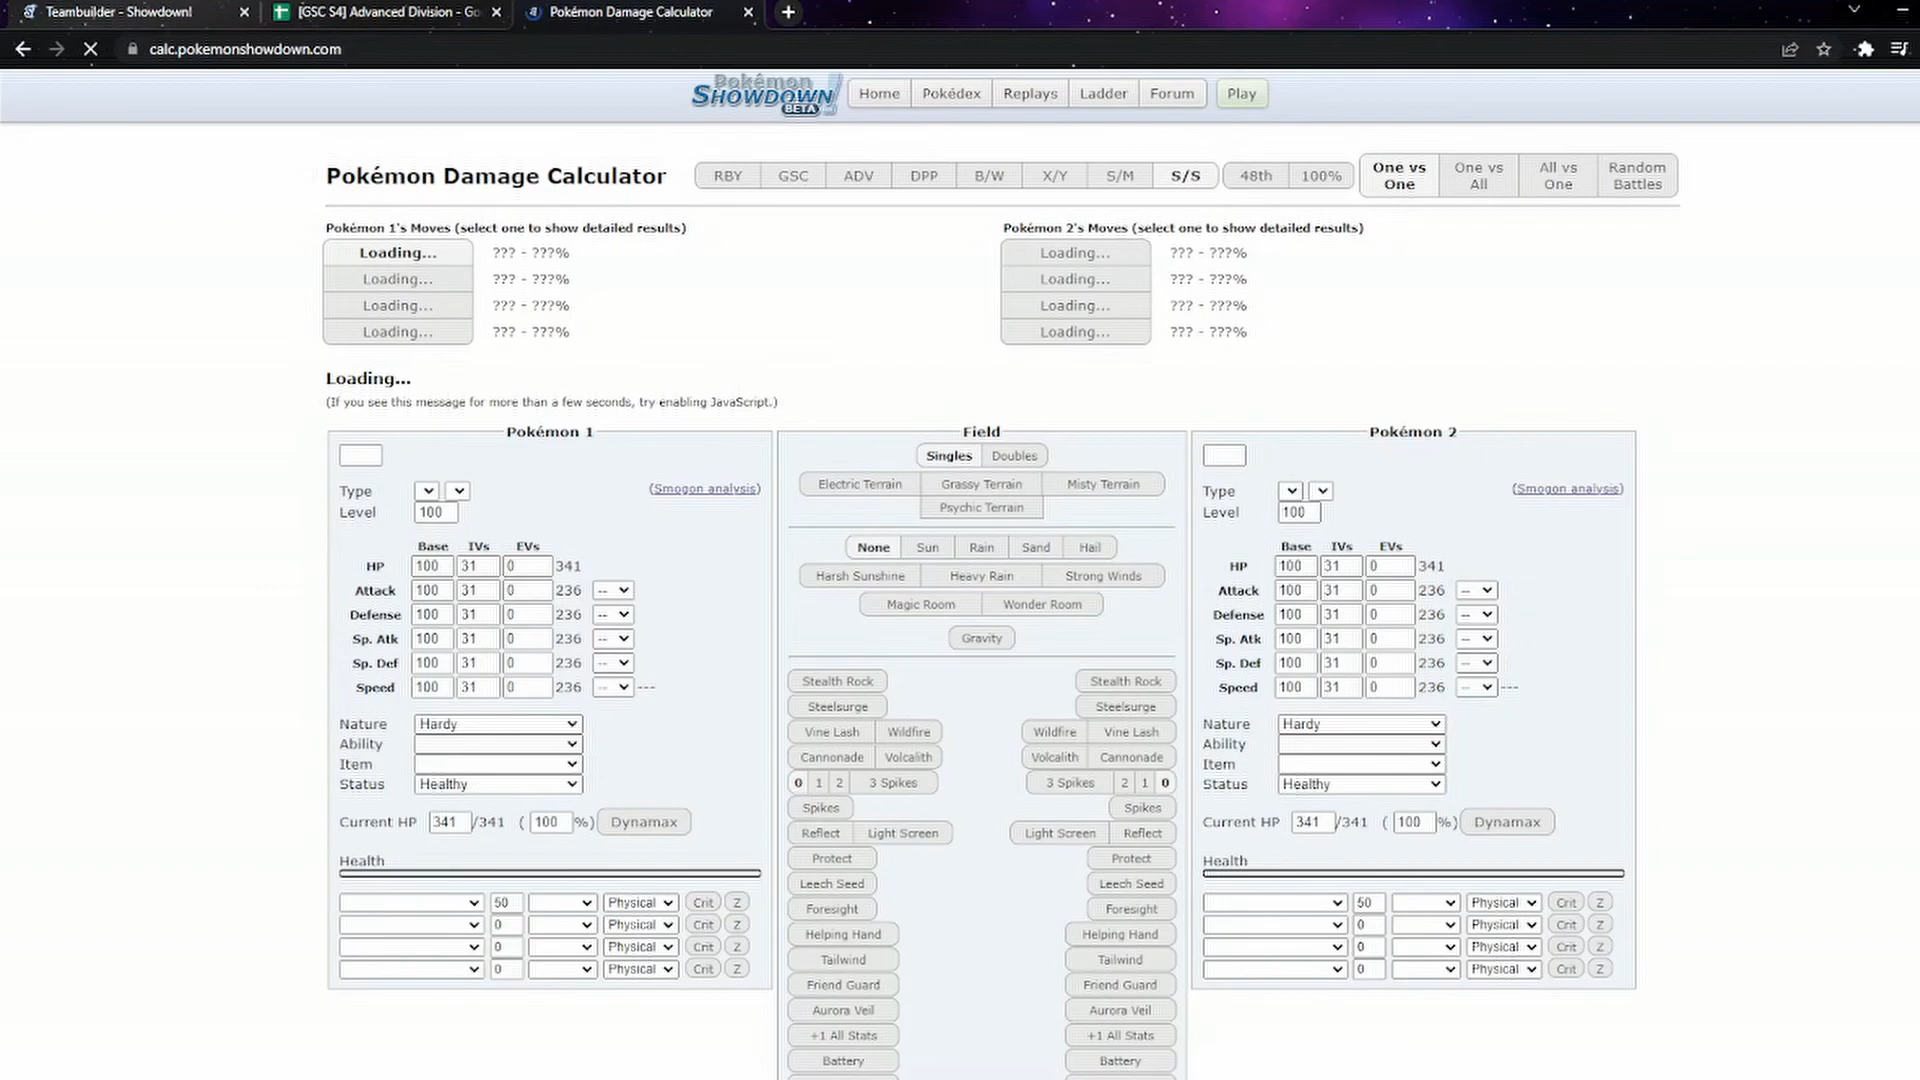 Teambuilder - Showdown!
[GSC S4] Advanced Division - Go
Pokémon Damage Calculator
calc.pokemonshowdown.com
Pokémon
SHOWDOWN!
BETA
Home Pokédex Replays Ladder Forum Play
Pokémon Damage Calculator RBY GSC ADV DPP B/W X/Y S/M S/S 48th 100% One vs One One vs All All vs One Random Battles
Pokémon 1's Moves (select one to show detailed results)
Loading... ??? - ???%
Loading... ??? - ???%
Loading... ??? - ???%
Loading... ??? - ???%
Pokémon 2's Moves (select one to show detailed results)
Loading... ??? - ???%
Loading... ??? - ???%
Loading... ??? - ???%
Loading... ??? - ???%
Loading...
(If you see this message for more than a few seconds, try enabling JavaScript.)
Pokémon 1
Type (Smogon analysis)
Level 100
Base IVs EVs
HP 100 31 0 341
Attack 100 31 0 236 --
Defense 100 31 0 236 --
Sp. Atk 100 31 0 236 --
Sp. Def 100 31 0 236 --
Speed 100 31 0 236 -- ---
Nature Hardy
Ability
Item
Status Healthy
Current HP 341 /341 ( 100 %) Dynamax
Health
50 Physical Crit Z
0 Physical Crit Z
0 Physical Crit Z
0 Physical Crit Z
Field
Singles Doubles
Electric Terrain Grassy Terrain Misty Terrain
Psychic Terrain
None Sun Rain Sand Hail
Harsh Sunshine Heavy Rain Strong Winds
Magic Room Wonder Room
Gravity
Stealth Rock Stealth Rock
Steelsurge Steelsurge
Vine Lash Wildfire Wildfire Vine Lash
Cannonade Volcalith Volcalith Cannonade
0 1 2 3 Spikes 3 Spikes 2 1 0
Spikes Spikes
Reflect Light Screen Light Screen Reflect
Protect Protect
Leech Seed Leech Seed
Foresight Foresight
Helping Hand Helping Hand
Tailwind Tailwind
Friend Guard Friend Guard
Aurora Veil Aurora Veil
+1 All Stats +1 All Stats
Battery Battery
Pokémon 2
Type (Smogon analysis)
Level 100
Base IVs EVs
HP 100 31 0 341
Attack 100 31 0 236 --
Defense 100 31 0 236 --
Sp. Atk 100 31 0 236 --
Sp. Def 100 31 0 236 --
Speed 100 31 0 236 -- ---
Nature Hardy
Ability
Item
Status Healthy
Current HP 341 /341 ( 100 %) Dynamax
Health
50 Physical Crit Z
0 Physical Crit Z
0 Physical Crit Z
0 Physical Crit Z